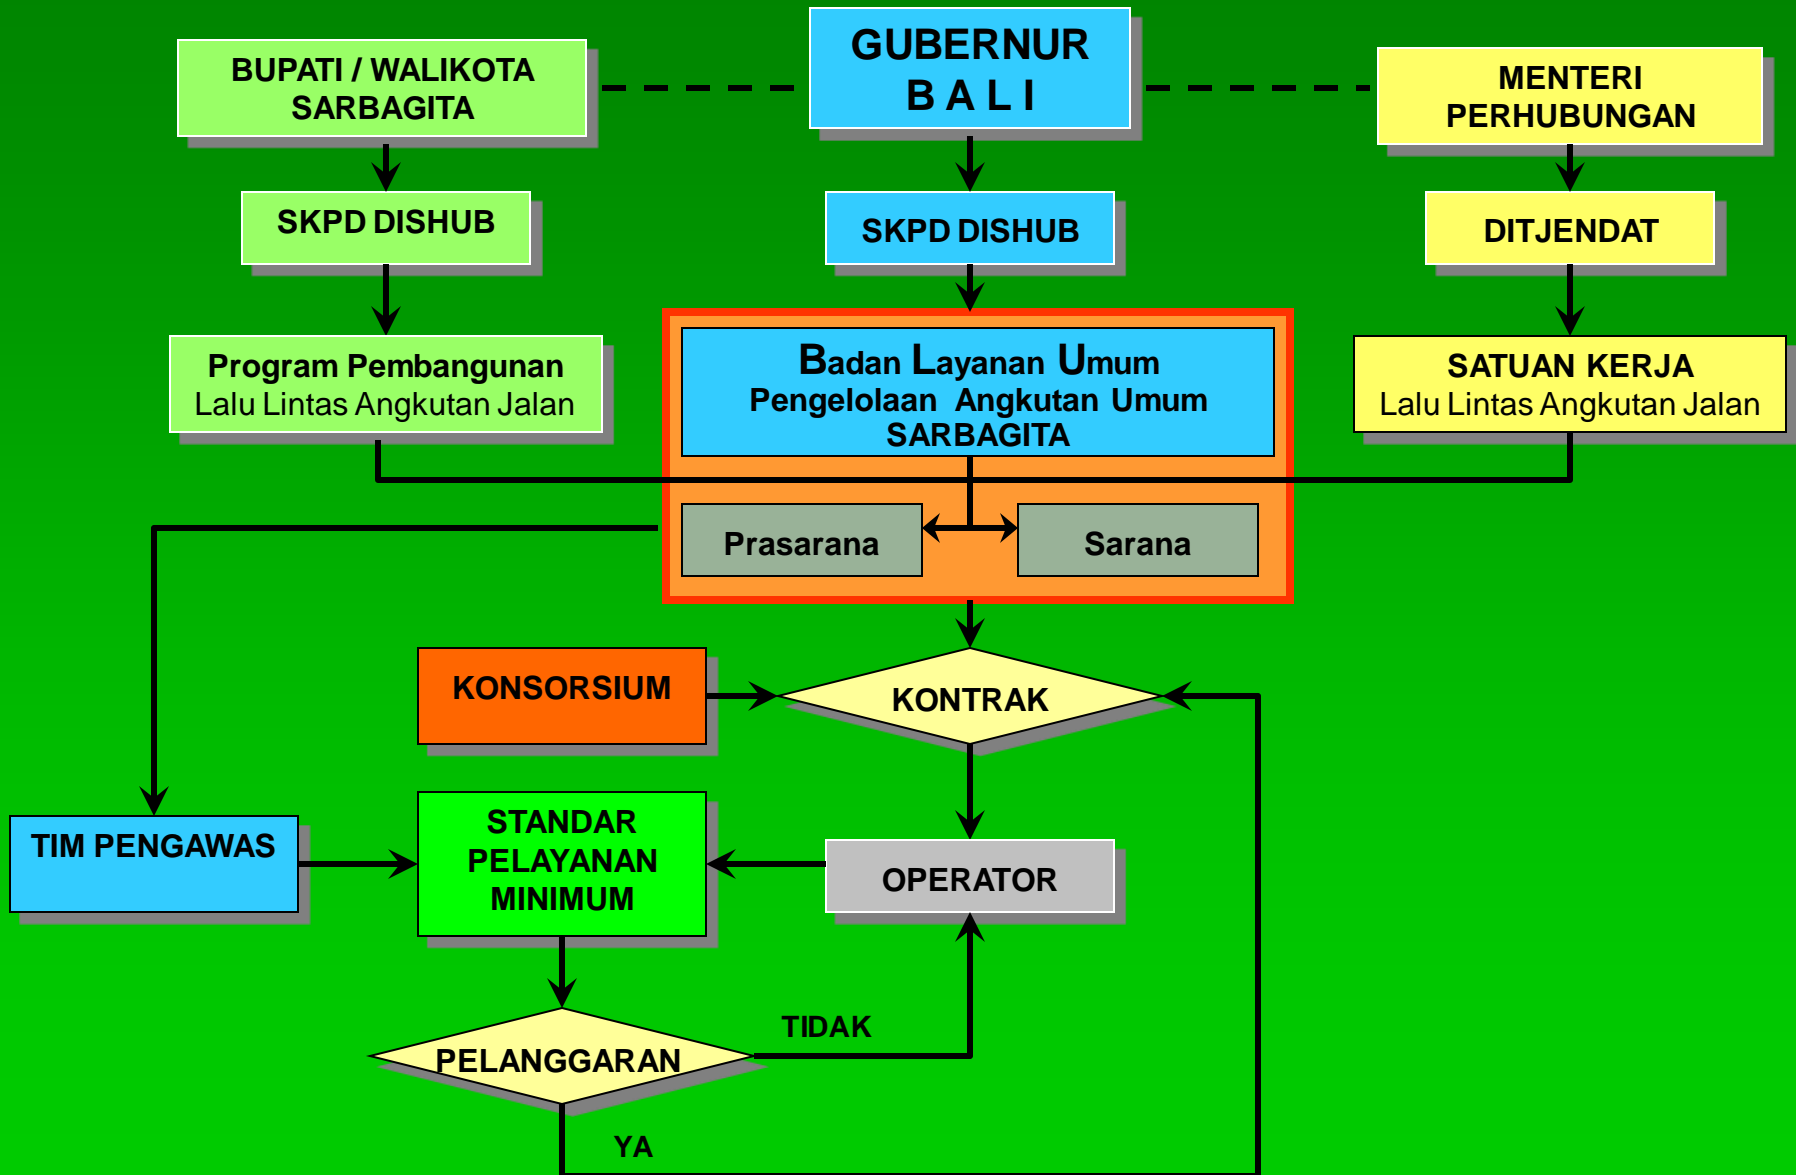 BUPATI / WALIKOTA
SARBAGITA
GUBERNUR
B A L I
MENTERI
PERHUBUNGAN
SKPD DISHUB
SKPD DISHUB
DITJENDAT
Program Pembangunan
Lalu Lintas Angkutan Jalan
Badan Layanan Umum
Pengelolaan Angkutan Umum
SARBAGITA
SATUAN KERJA
Lalu Lintas Angkutan Jalan
Prasarana
Sarana
KONSORSIUM
KONTRAK
TIM PENGAWAS
STANDAR
PELAYANAN
MINIMUM
OPERATOR
TIDAK
PELANGGARAN
YA